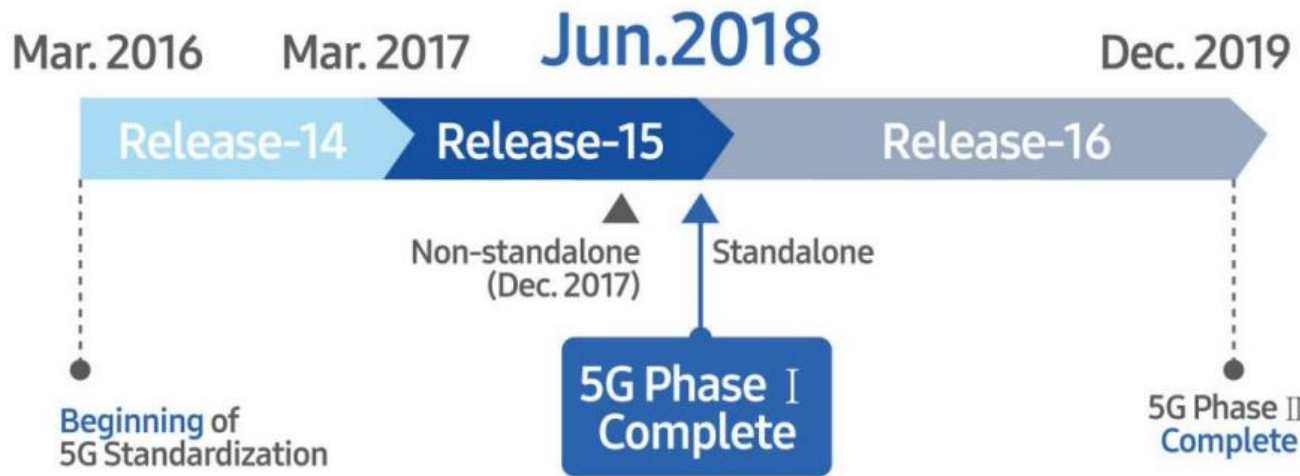 Mar. 2016 Mar. 2017 Jun.2018 Dec. 2019
Release-14 Release-15 Release-16
Non-standalone
(Dec. 2017)
Standalone
5G Phase Ⅰ
Complete
Beginning of
5G Standardization
5G Phase Ⅱ
Complete